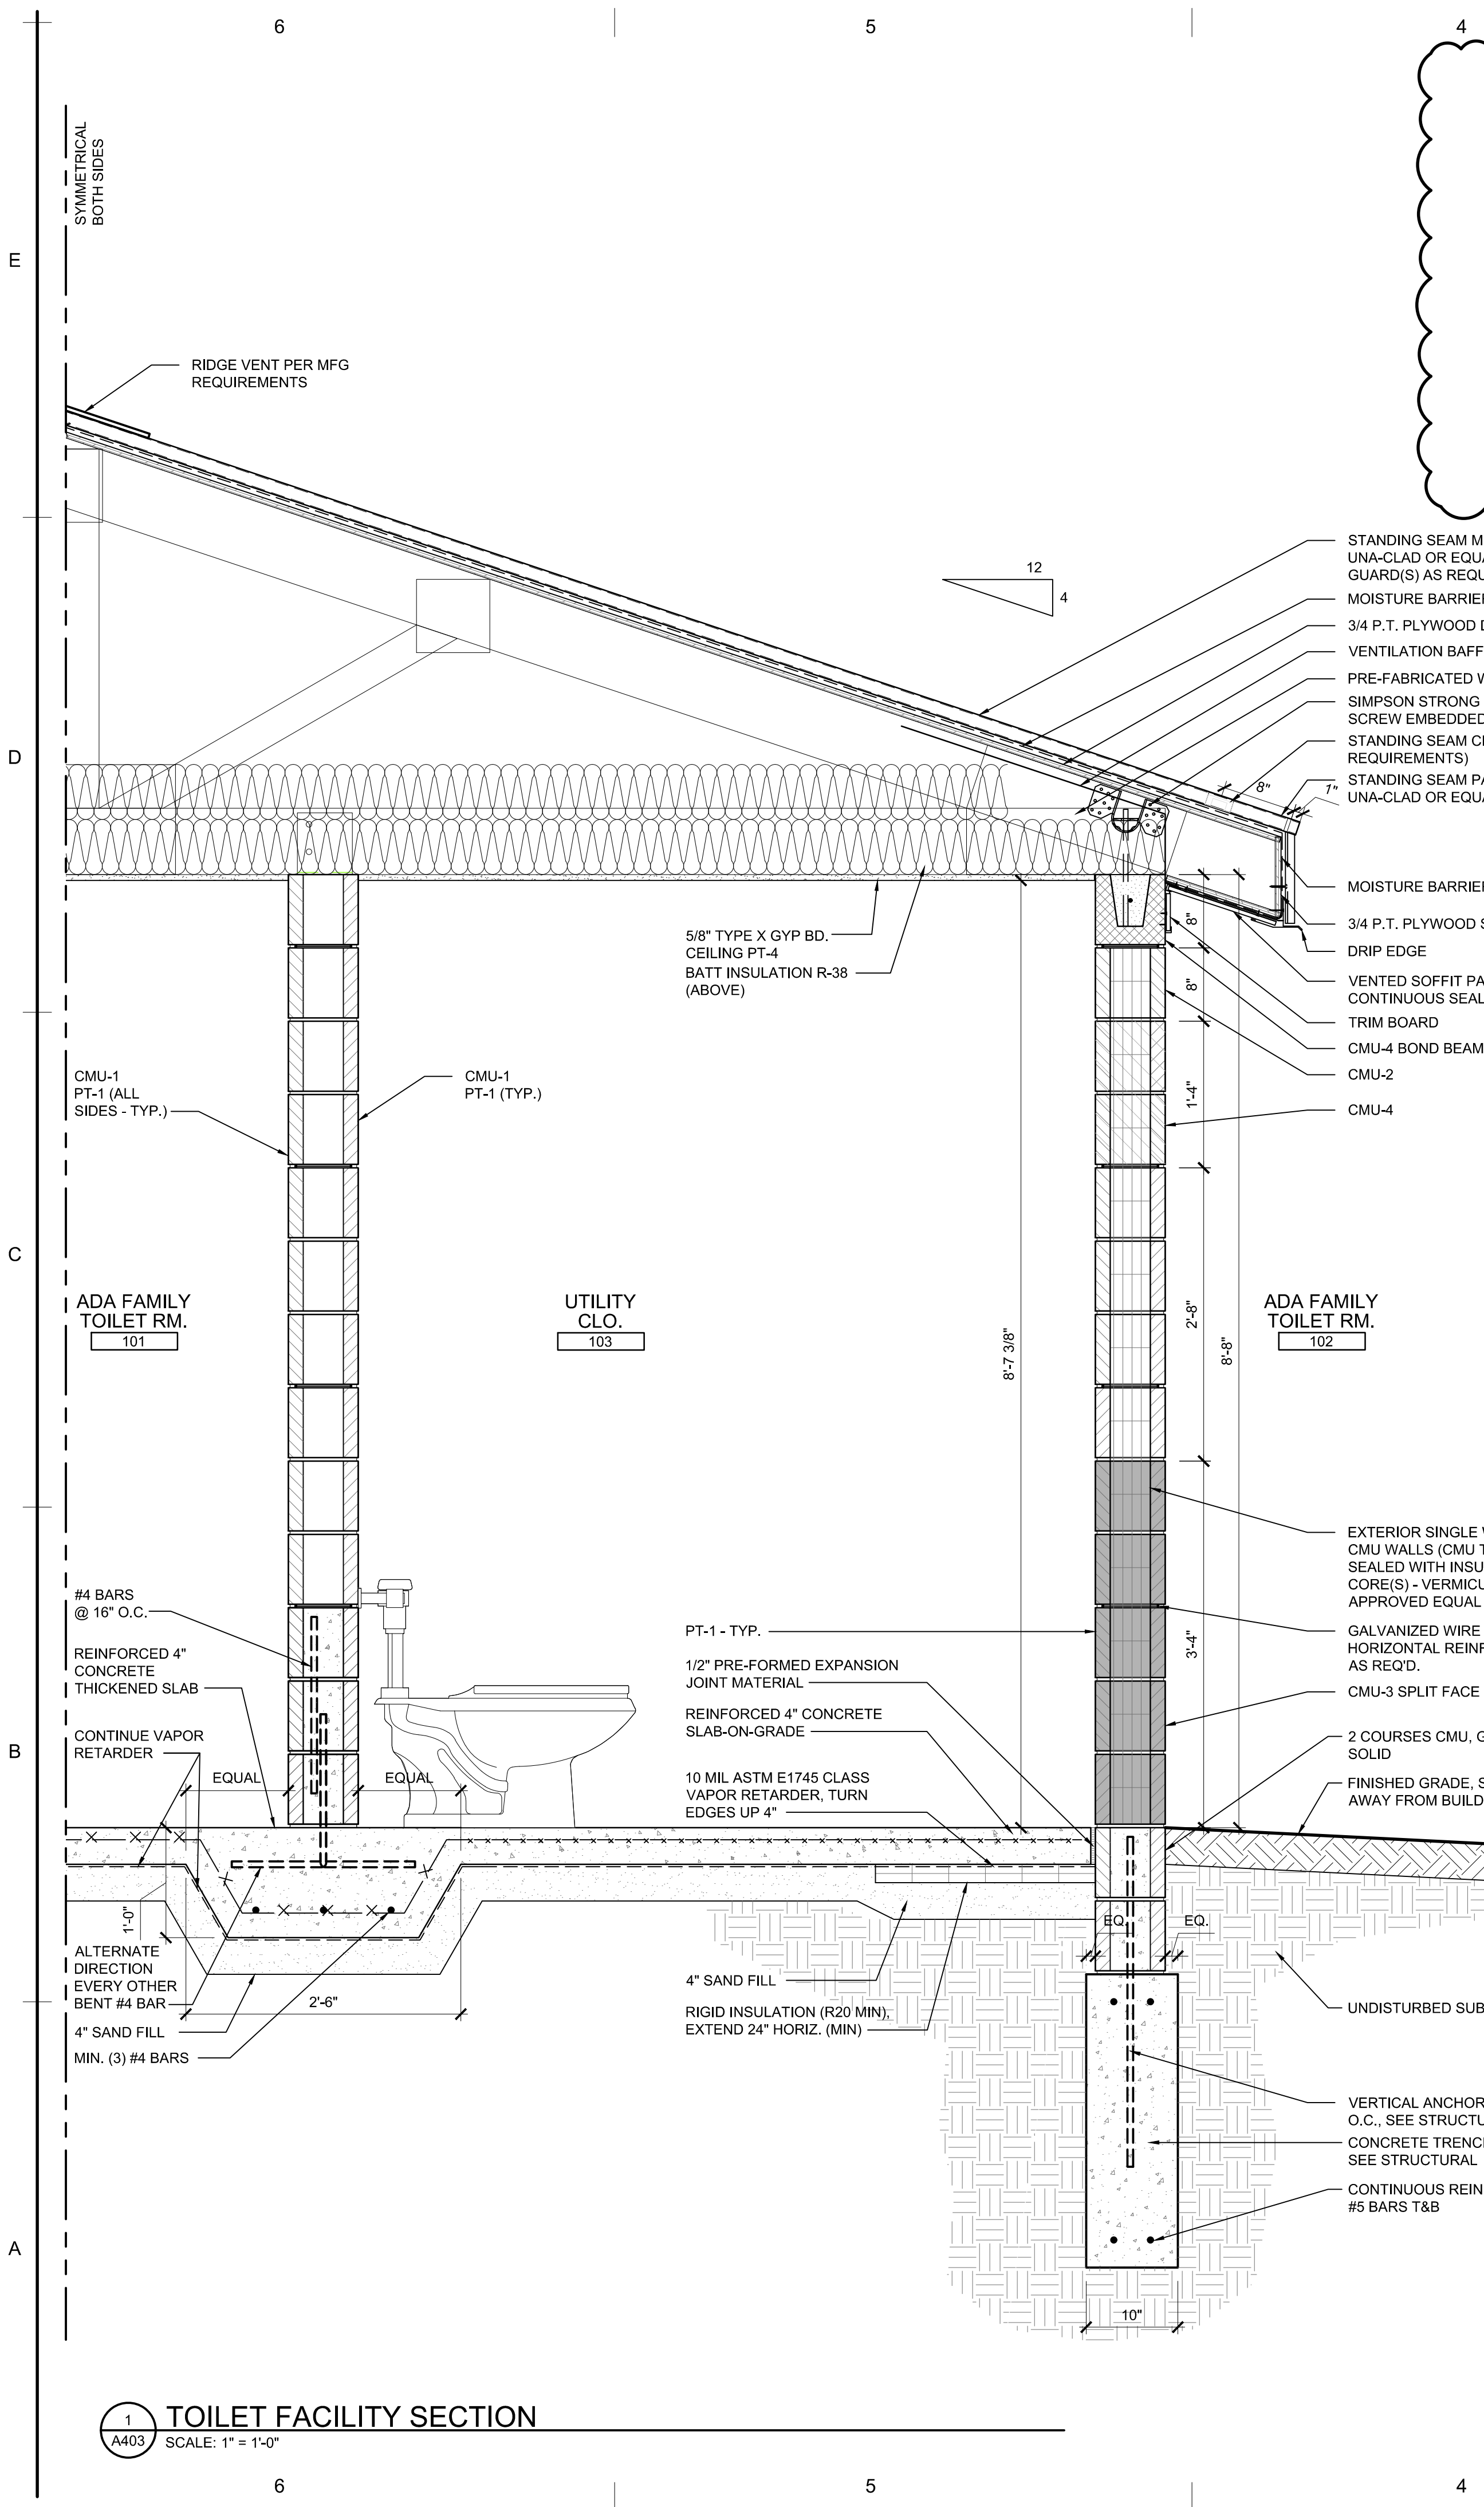 6
5
4
SYMMETRICAL
BOTH SIDES
E
RIDGE VENT PER MFG
REQUIREMENTS
12
4
STANDING SEAM M
UNA-CLAD OR EQUA
GUARD(S) AS REQU
MOISTURE BARRIER
3/4 P.T. PLYWOOD D
VENTILATION BAFF
PRE-FABRICATED W
SIMPSON STRONG
SCREW EMBEDDED
STANDING SEAM CL
REQUIREMENTS)
STANDING SEAM PA
UNA-CLAD OR EQUA
D
8"
1"
MOISTURE BARRIER
3/4 P.T. PLYWOOD S
DRIP EDGE
VENTED SOFFIT PA
CONTINUOUS SEAL
TRIM BOARD
CMU-4 BOND BEAM
CMU-2
CMU-4
5/8" TYPE X GYP BD.
CEILING PT-4
BATT INSULATION R-38
(ABOVE)
8"
8"
1'-4"
2'-8"
8'-8"
8'-7 3/8"
3'-4"
CMU-1
PT-1 (ALL
SIDES - TYP.)
CMU-1
PT-1 (TYP.)
C
ADA FAMILY
TOILET RM.
101
UTILITY
CLO.
103
ADA FAMILY
TOILET RM.
102
EXTERIOR SINGLE W
CMU WALLS (CMU T
SEALED WITH INSU
CORE(S) - VERMICU
APPROVED EQUAL
GALVANIZED WIRE
HORIZONTAL REINF
AS REQ'D.
CMU-3 SPLIT FACE
2 COURSES CMU, G
SOLID
FINISHED GRADE, S
AWAY FROM BUILD
#4 BARS
@ 16" O.C.
REINFORCED 4"
CONCRETE
THICKENED SLAB
CONTINUE VAPOR
RETARDER
EQUAL
EQUAL
PT-1 - TYP.
1/2" PRE-FORMED EXPANSION
JOINT MATERIAL
REINFORCED 4" CONCRETE
SLAB-ON-GRADE
10 MIL ASTM E1745 CLASS
VAPOR RETARDER, TURN
EDGES UP 4"
B
1'-0"
ALTERNATE
DIRECTION
EVERY OTHER
BENT #4 BAR
2'-6"
4" SAND FILL
MIN. (3) #4 BARS
EQ.
EQ.
4" SAND FILL
RIGID INSULATION (R20 MIN),
EXTEND 24" HORIZ. (MIN)
UNDISTURBED SUB
VERTICAL ANCHOR
O.C., SEE STRUCTU
CONCRETE TRENCH
SEE STRUCTURAL
CONTINUOUS REIN
#5 BARS T&B
A
10"
1
A403
TOILET FACILITY SECTION
SCALE: 1" = 1'-0"
6
5
4